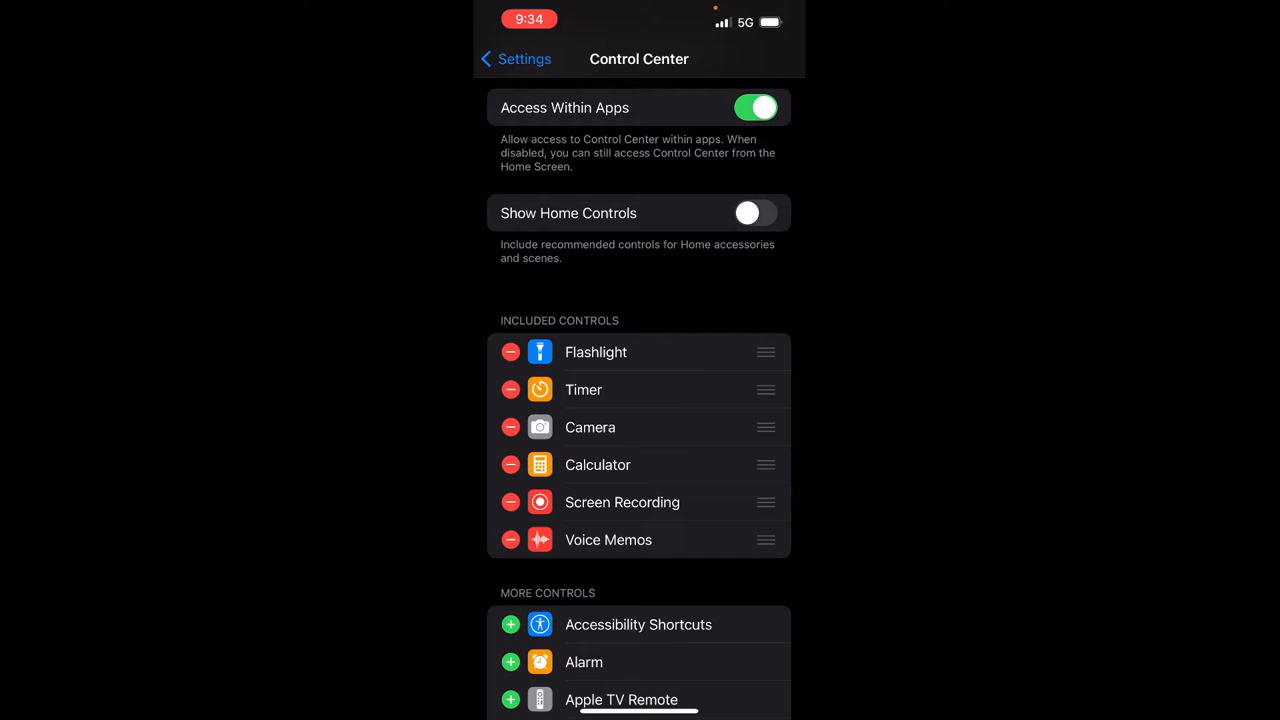 9:34
5G
Settings
Control Center
Access Within Apps
Allow access to Control Center within apps. When
disabled, you can still access Control Center from the
Home Screen.
Show Home Controls
Include recommended controls for Home accessories
and scenes.
INCLUDED CONTROLS
Flashlight
Timer
Camera
Calculator
Screen Recording
Voice Memos
MORE CONTROLS
Accessibility Shortcuts
Alarm
Apple TV Remote